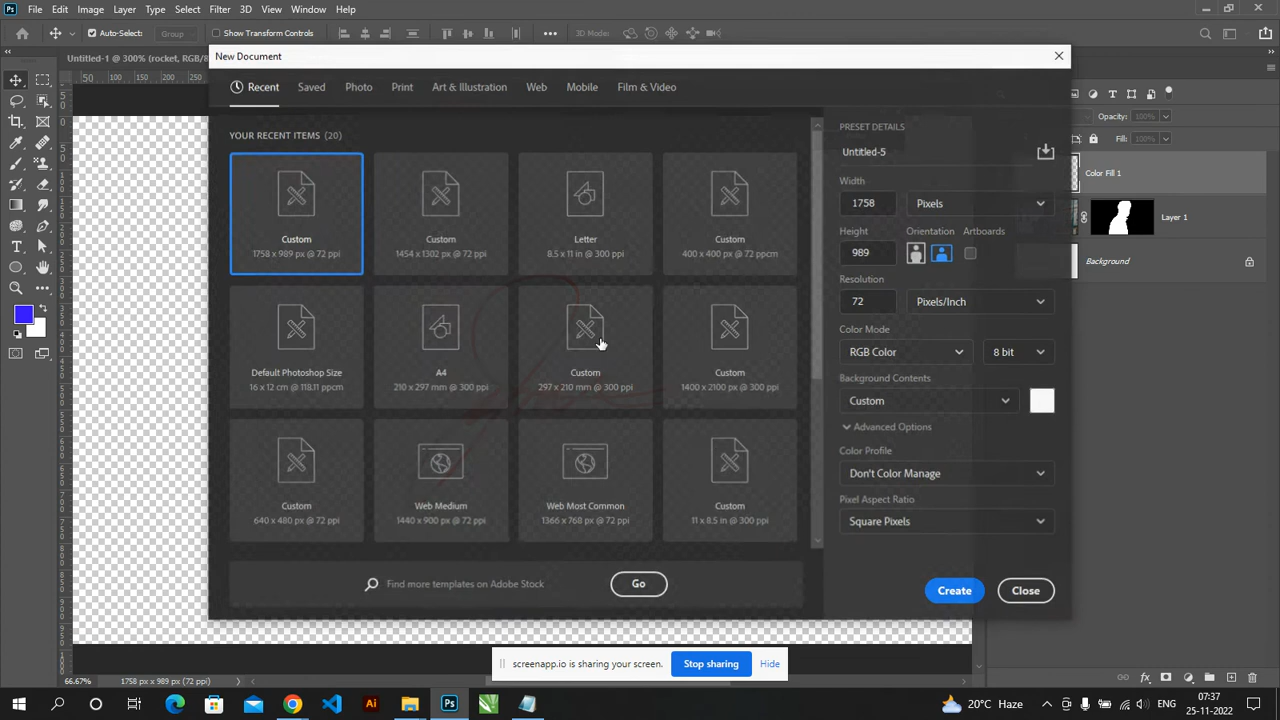 Ps File Edit Image Layer Type Select Filter 3D View Window Help
Auto-Select: Group Show Transform Controls 3D Mode:
Untitled-1 @ 300% (rocket, RGB/8
50 100 150 200 250
New Document
Recent Saved Photo Print Art & Illustration Web Mobile Film & Video
YOUR RECENT ITEMS (20)
Custom
1758 x 989 px @ 72 ppi
Custom
1454 x 1302 px @ 72 ppi
Letter
8.5 x 11 in @ 300 ppi
Custom
400 x 400 px @ 72 ppcm
Default Photoshop Size
16 x 12 cm @ 118.11 ppcm
A4
210 x 297 mm @ 300 ppi
Custom
297 x 210 mm @ 300 ppi
Custom
1400 x 2100 px @ 300 ppi
Custom
640 x 480 px @ 72 ppi
Web Medium
1440 x 900 px @ 72 ppi
Web Most Common
1366 x 768 px @ 72 ppi
Custom
11 x 8.5 in @ 300 ppi
Find more templates on Adobe Stock Go
PRESET DETAILS
Untitled-5
Width
1758 Pixels
Height Orientation Artboards
989
Resolution
72 Pixels/Inch
Color Mode
RGB Color 8 bit
Background Contents
Custom
Advanced Options
Color Profile
Don't Color Manage
Pixel Aspect Ratio
Square Pixels
Create Close
Opacity: 100%
Fill: 100%
Color Fill 1
Layer 1
Background
screenapp.io is sharing your screen. Stop sharing Hide
66.67% 1758 px x 989 px (72 ppi)
Ai Ps
20°C Haze ENG 07:37
25-11-2022